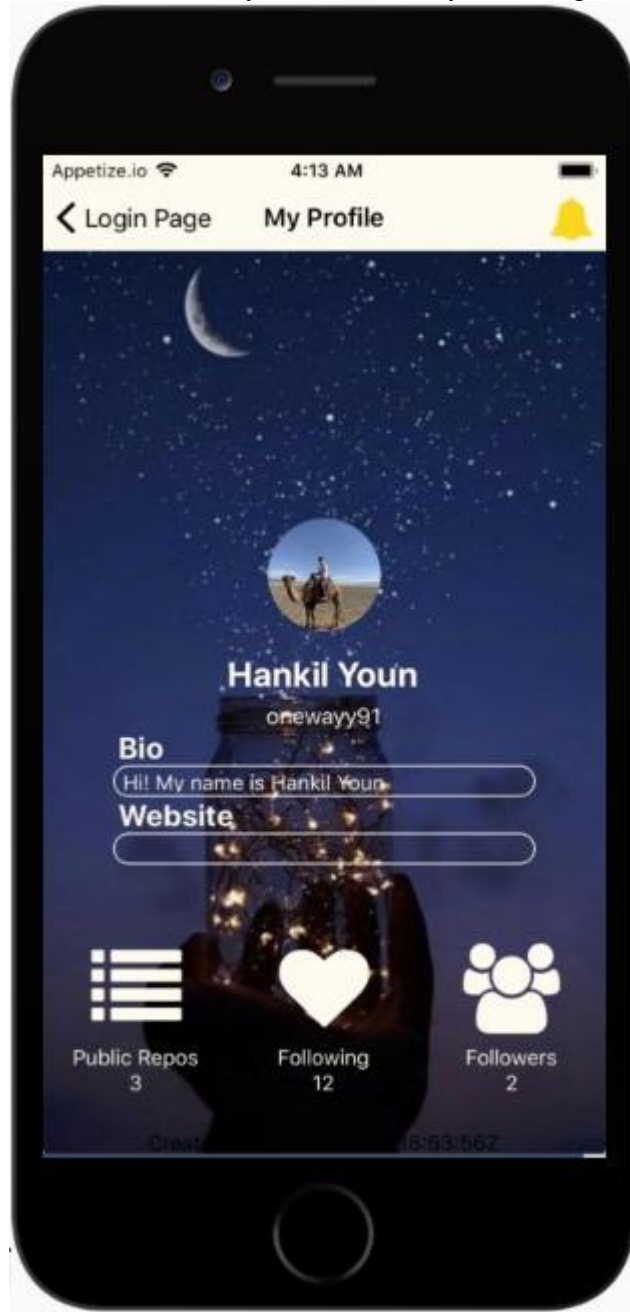 Appetize.io 4:13 AM
Login Page My Profile
Hankil Youn
onewayy91
Bio
Hi! My name is Hankil Youn
Website
Public Repos Following Followers
3 12 2